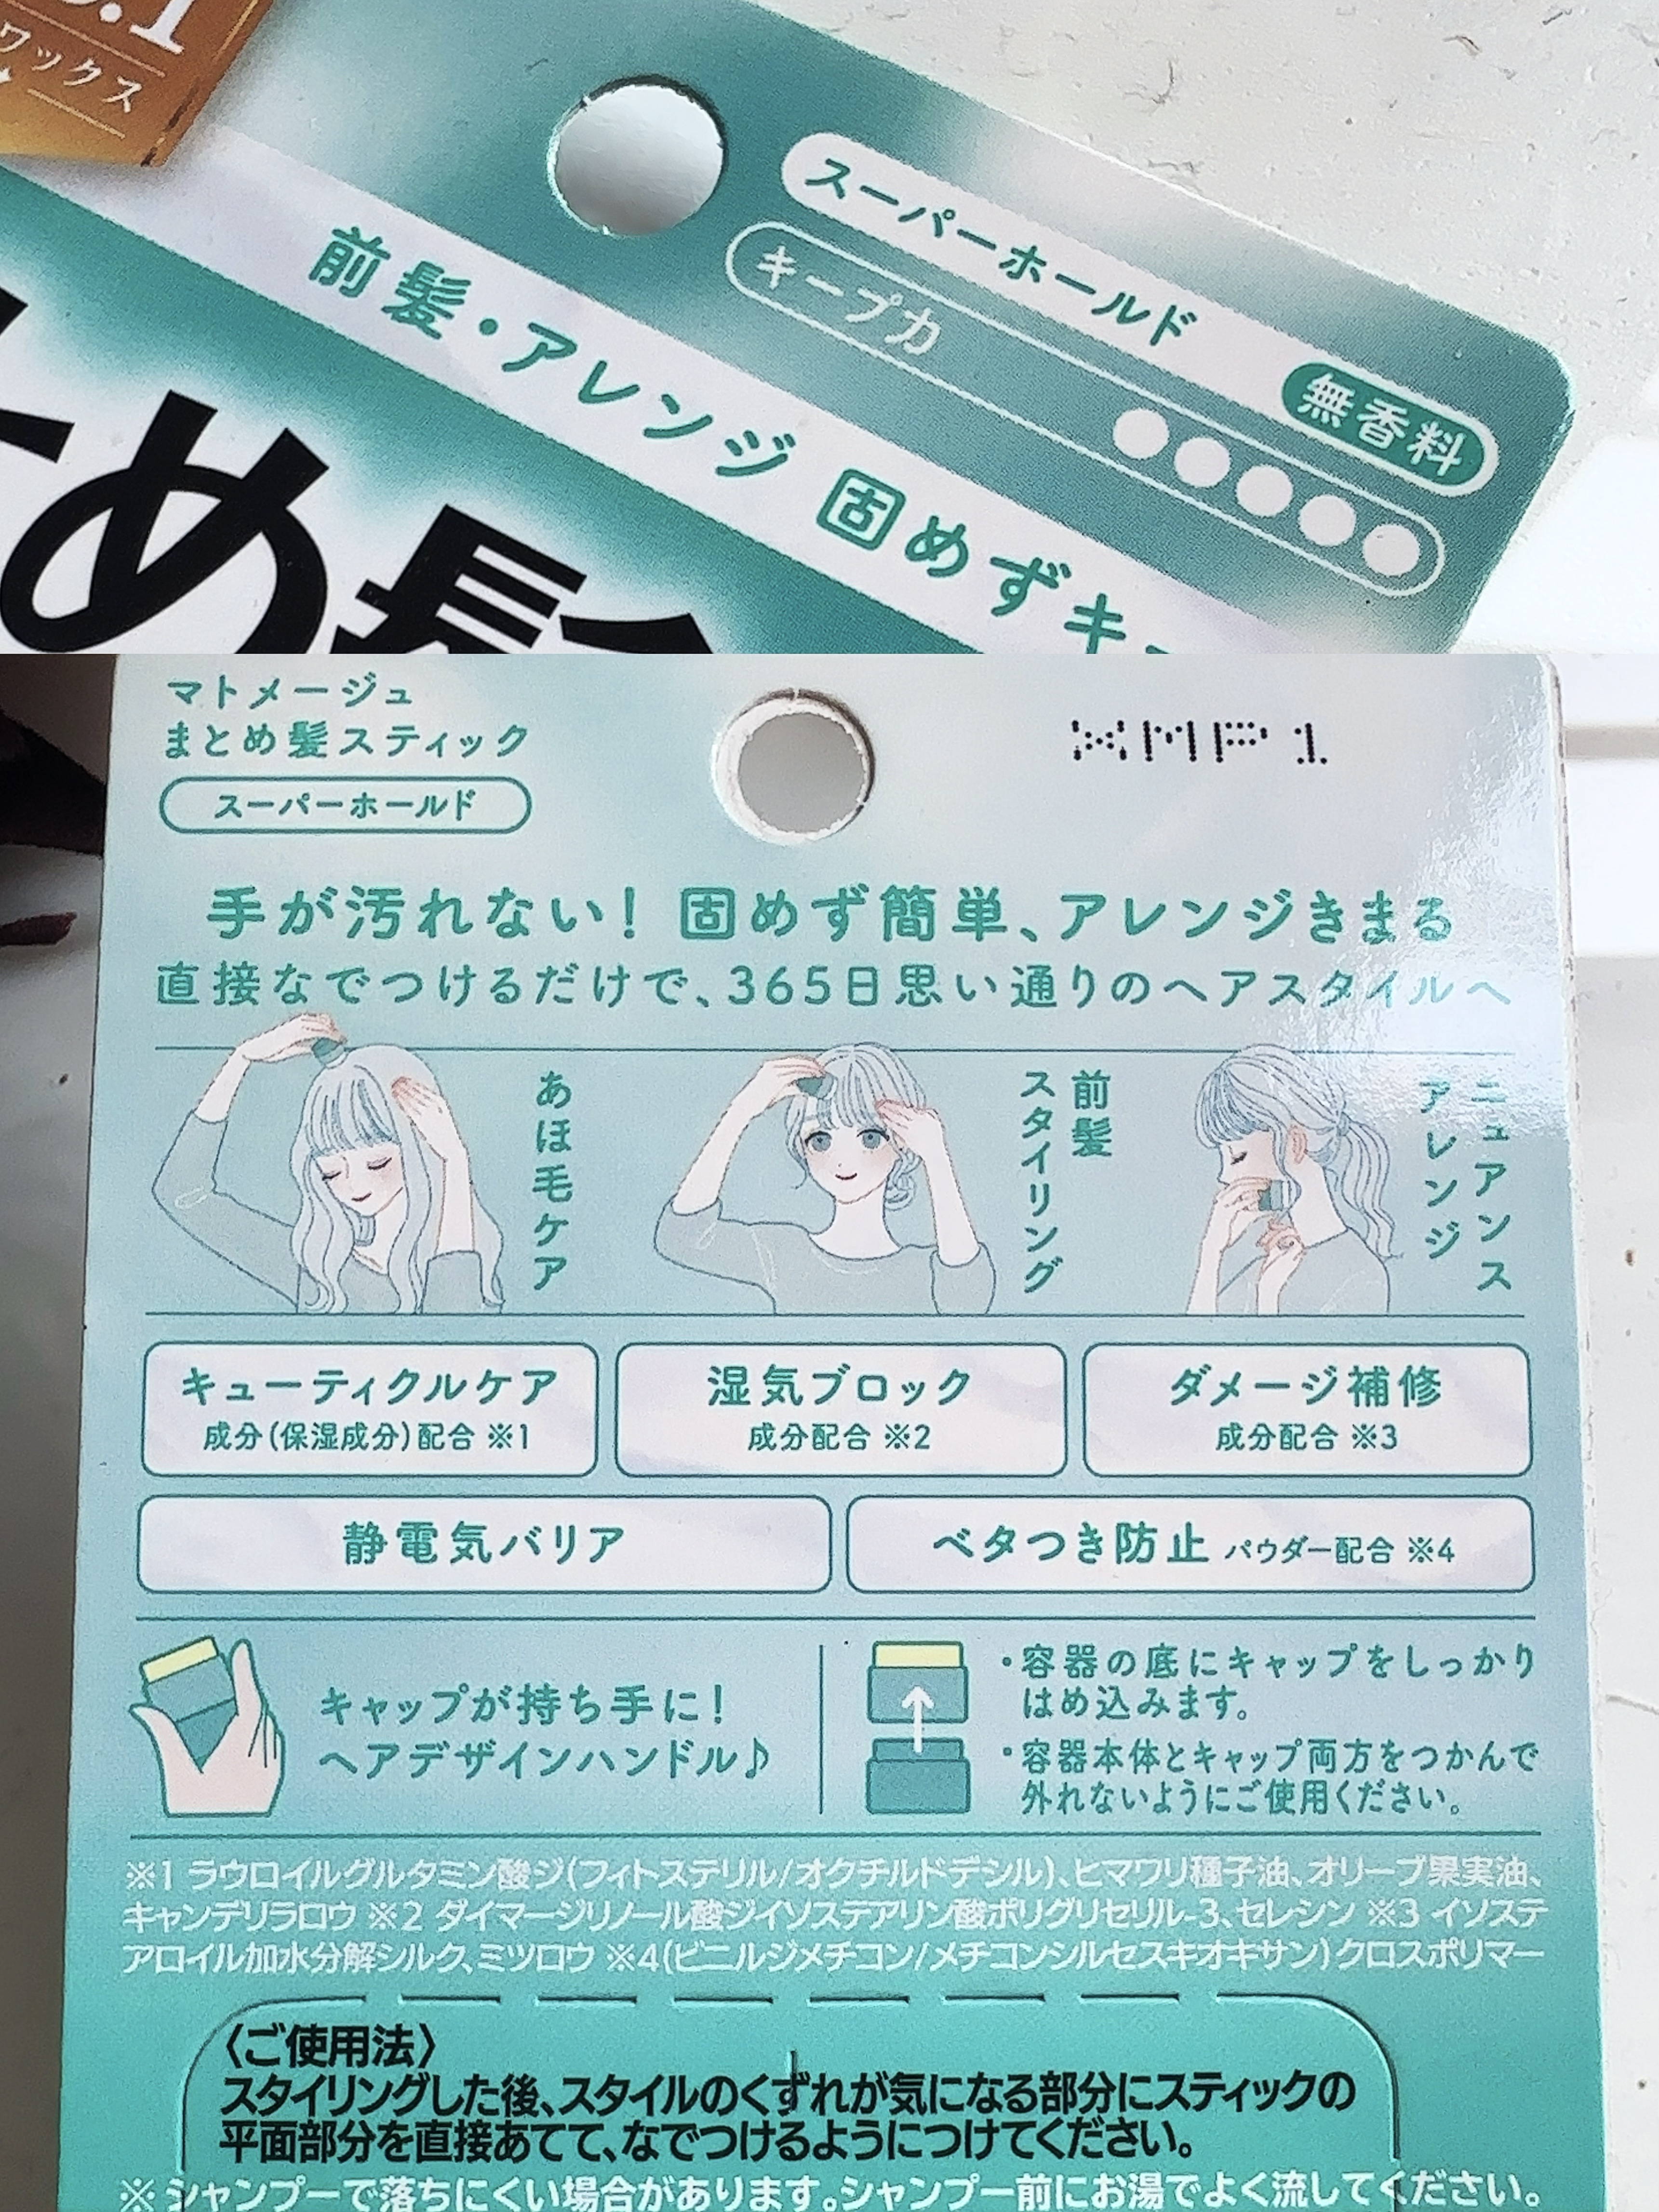 .1
ワックス
スーパーホールド 無香料
キープ力 ●●●●●
前髪・アレンジ 固めずキー
とめ髪
マトメージュ
まとめ髪スティック
スーパーホールド
XMP1
手が汚れない! 固めず簡単、アレンジきまる
直接なでつけるだけで、365日思い通りのヘアスタイルへ
あほ毛ケア
前髪
スタイリング
ニュアンス
アレンジ
キューティクルケア
成分(保湿成分)配合 ※1
湿気ブロック
成分配合 ※2
ダメージ補修
成分配合 ※3
静電気バリア
ベタつき防止 パウダー配合 ※4
キャップが持ち手に!
ヘアデザインハンドル♪
・容器の底にキャップをしっかり
はめ込みます。
・容器本体とキャップ両方をつかんで
外れないようにご使用ください。
※1 ラウロイルグルタミン酸ジ(フィトステリル/オクチルドデシル)、ヒマワリ種子油、オリーブ果実油、
キャンデリラロウ ※2 ダイマージリノール酸ジイソステアリン酸ポリグリセリル-3、セレシン ※3 イソステ
アロイル加水分解シルク、ミツロウ ※4(ビニルジメチコン/メチコンシルセスキオキサン)クロスポリマー
〈ご使用法〉
スタイリングした後、スタイルのくずれが気になる部分にスティックの
平面部分を直接あてて、なでつけるようにつけてください。
※シャンプーで落ちにくい場合があります。シャンプー前にお湯でよく流してください。